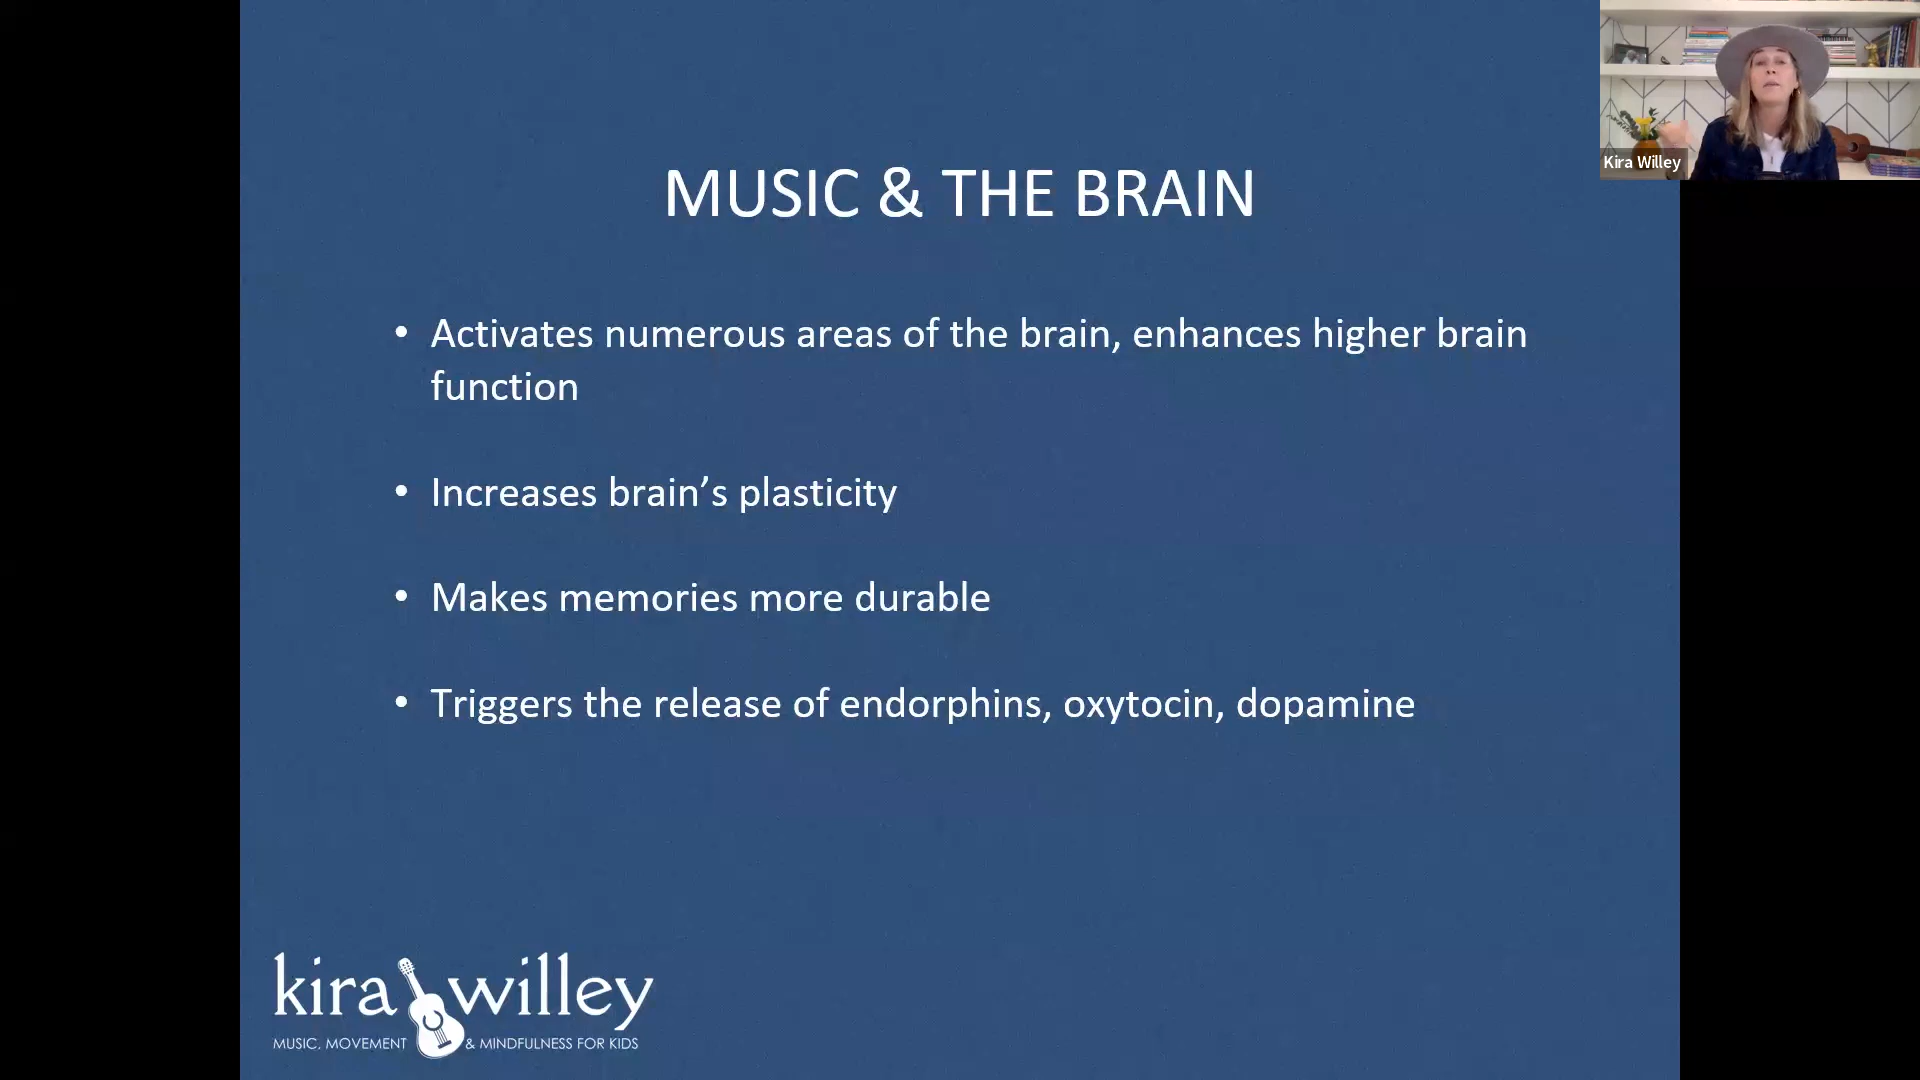 Kira Willey
MUSIC & THE BRAIN
• Activates numerous areas of the brain, enhances higher brain
function
• Increases brain’s plasticity
• Makes memories more durable
• Triggers the release of endorphins, oxytocin, dopamine
kira willey
MUSIC, MOVEMENT & MINDFULNESS FOR KIDS